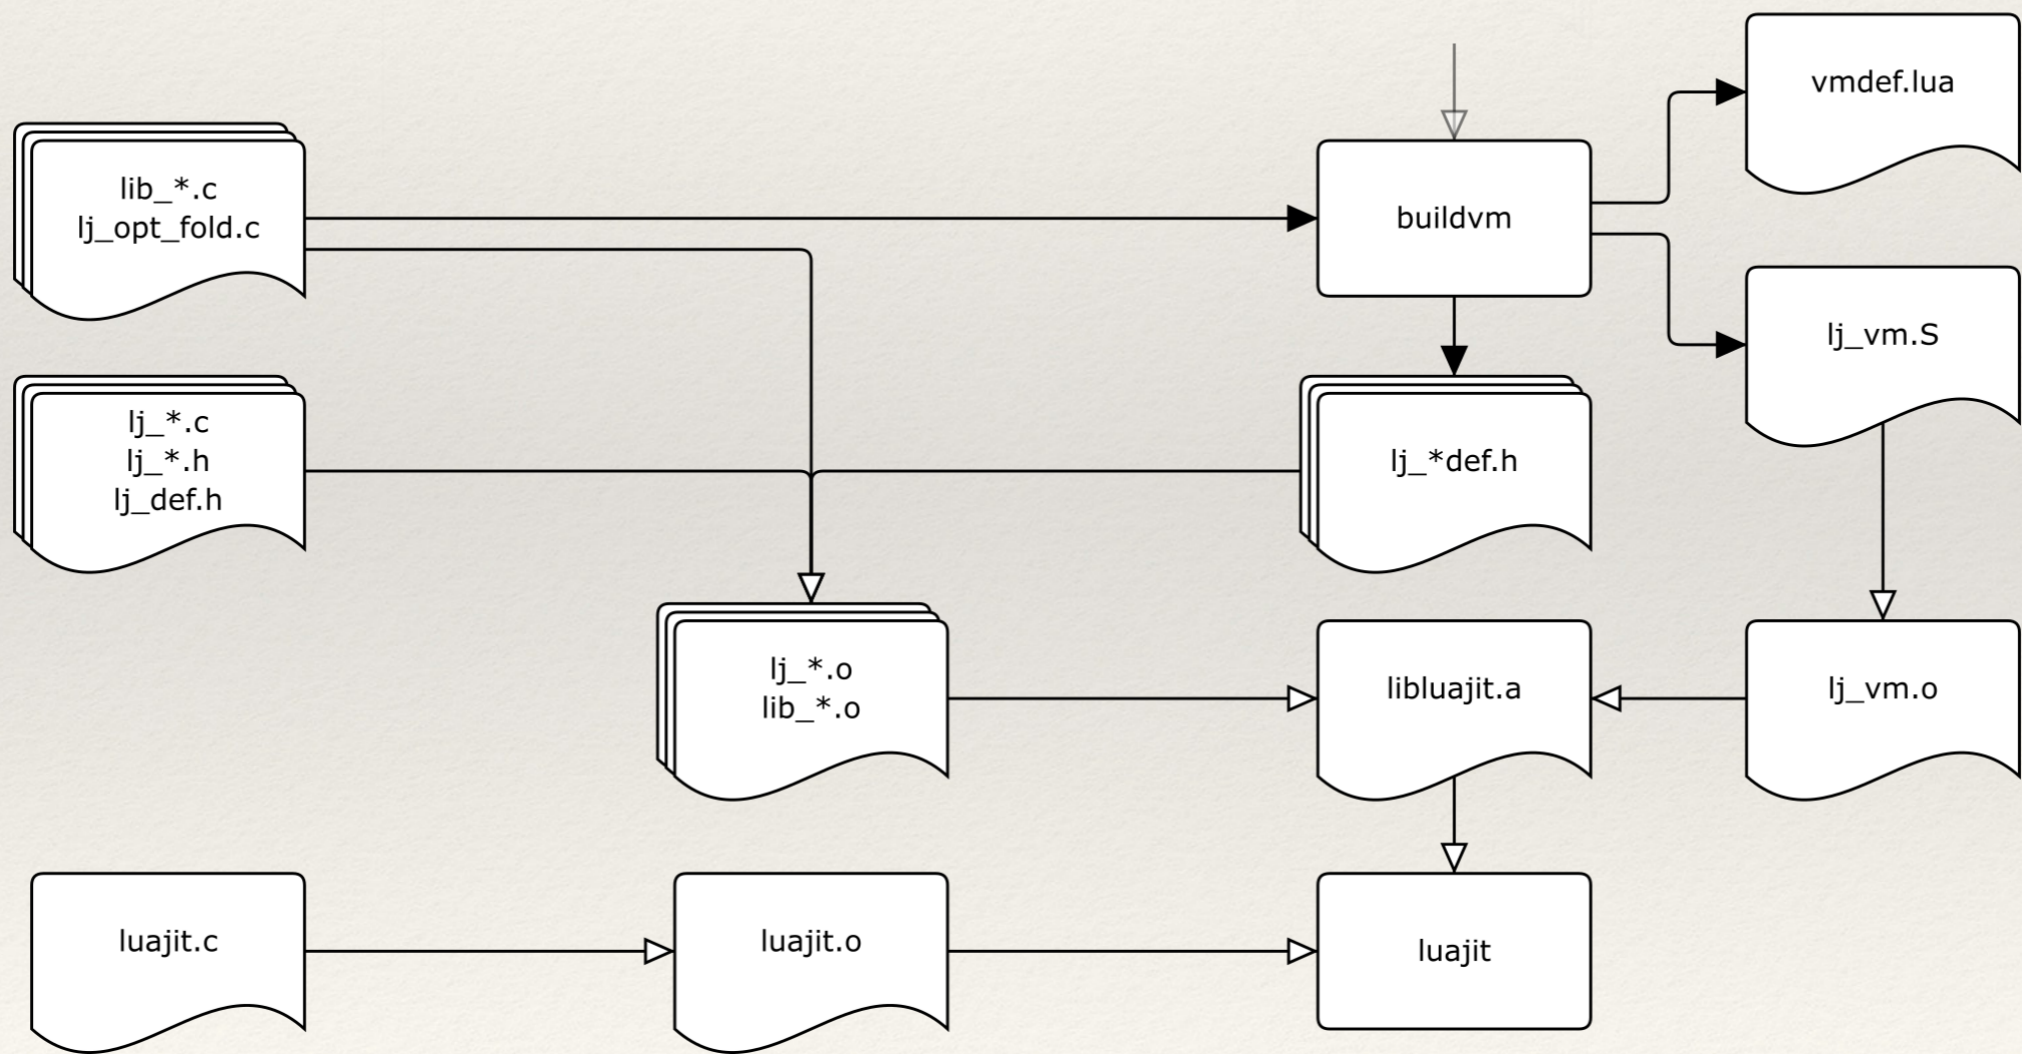 vmdef.lua
lib_*.c
lj_opt_fold.c
buildvm
lj_vm.S
lj_*.c
lj_*.h
lj_def.h
lj_*def.h
lj_*.o
lib_*.o
libluajit.a
lj_vm.o
luajit.c
luajit.o
luajit